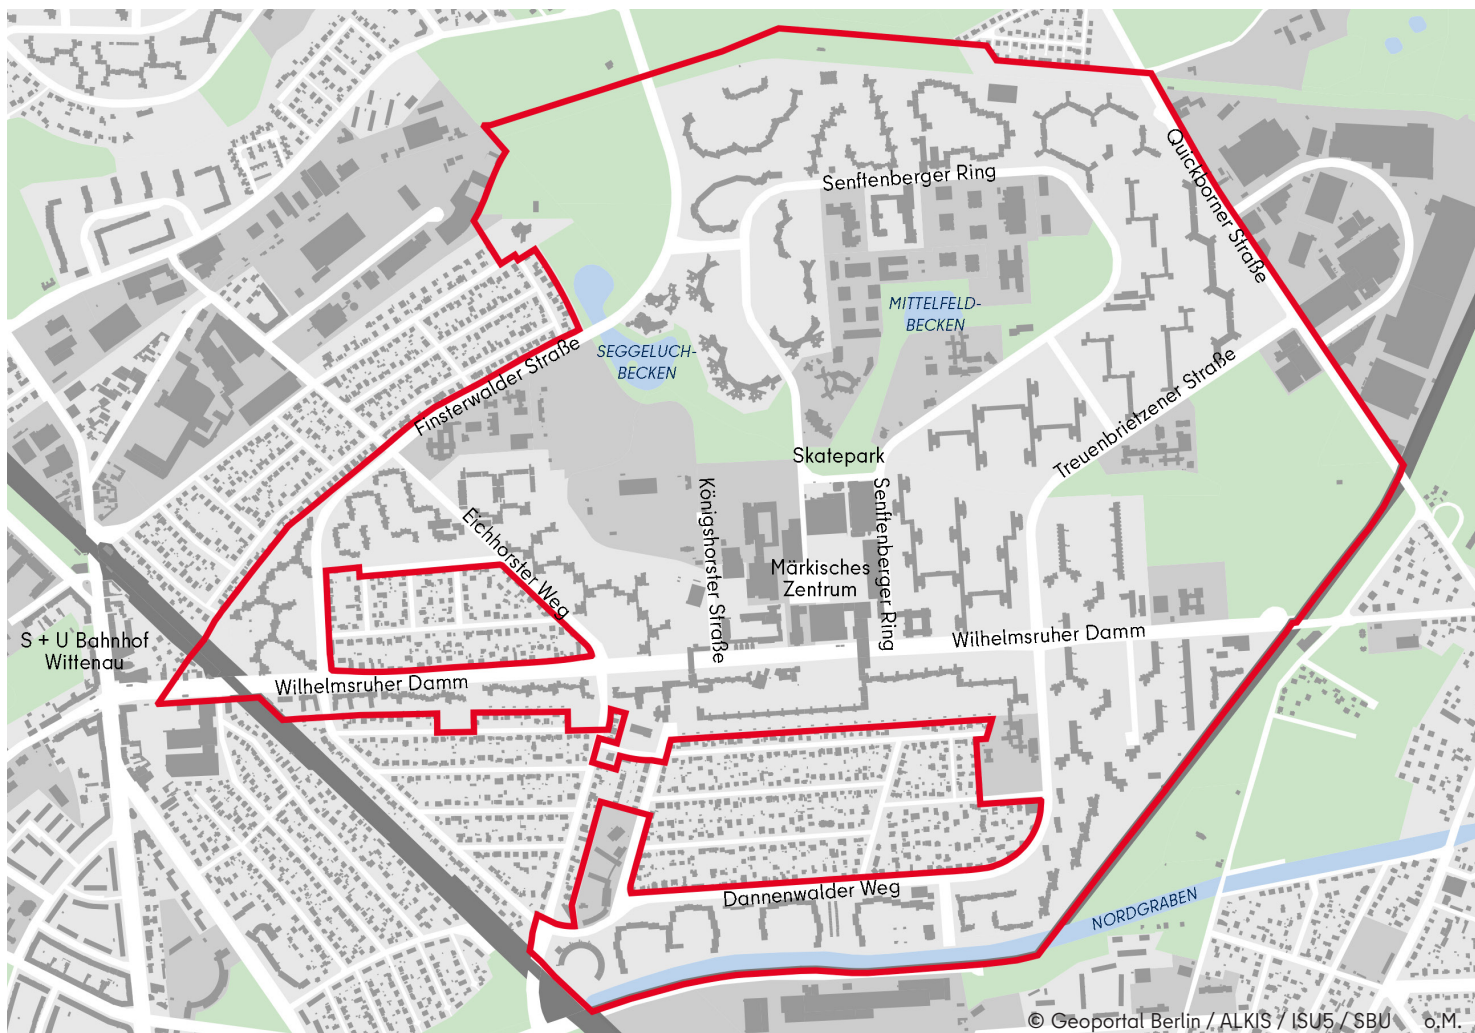 Senftenberger Ring
Quickborner Straße
MITTELFELD-
BECKEN
SEGGELUCH-
BECKEN
Finsterwalder Straße
Treuenbrietzener Straße
Skatepark
Königshorster Straße
Senftenberger Ring
Eichhorster Weg
Märkisches
Zentrum
S + U Bahnhof
Wittenau
Wilhelmsruher Damm
Wilhelmsruher Damm
Dannenwalder Weg
NORDGRABEN
© Geoportal Berlin / ALKIS / ISU5 / SBU o.M.